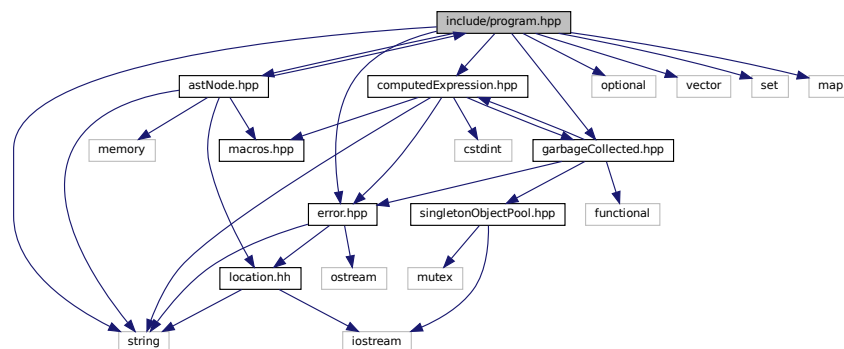 include/program.hpp
astNode.hpp
computedExpression.hpp
optional
vector
set
map
memory
macros.hpp
cstdint
garbageCollected.hpp
error.hpp
singletonObjectPool.hpp
functional
location.hh
ostream
mutex
string
iostream